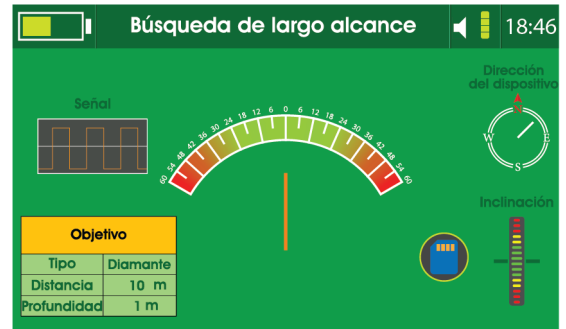 Búsqueda de largo alcance
18:46
Dirección
del dispositivo
N
W
E
S
Señal
60 54 48 42 36 30 24 18 12 6 0 6 12 18 24 30 36 42 48 54 60
Inclinación
Objetivo
Tipo Diamante
Distancia 10 m
Profundidad 1 m